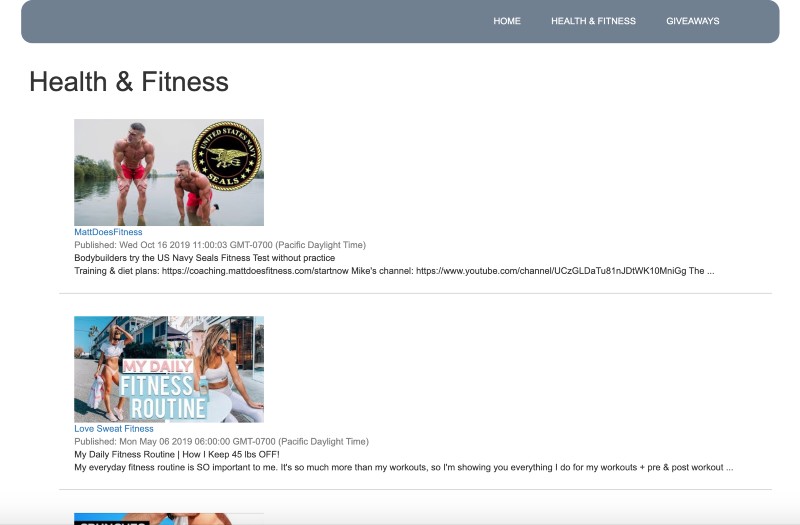 HOME HEALTH & FITNESS GIVEAWAYS
Health & Fitness
UNITED STATES NAVY
SEALS
MattDoesFitness
Published: Wed Oct 16 2019 11:00:03 GMT-0700 (Pacific Daylight Time)
Bodybuilders try the US Navy Seals Fitness Test without practice
Training & diet plans: https://coaching.mattdoesfitness.com/startnow Mike's channel: https://www.youtube.com/channel/UCzGLDaTu81nJDtWK10MniGg The ...
MY DAILY
FITNESS
ROUTINE
Love Sweat Fitness
Published: Mon May 06 2019 06:00:00 GMT-0700 (Pacific Daylight Time)
My Daily Fitness Routine | How I Keep 45 lbs OFF!
My everyday fitness routine is SO important to me. It's so much more than my workouts, so I'm showing you everything I do for my workouts + pre & post workout ...